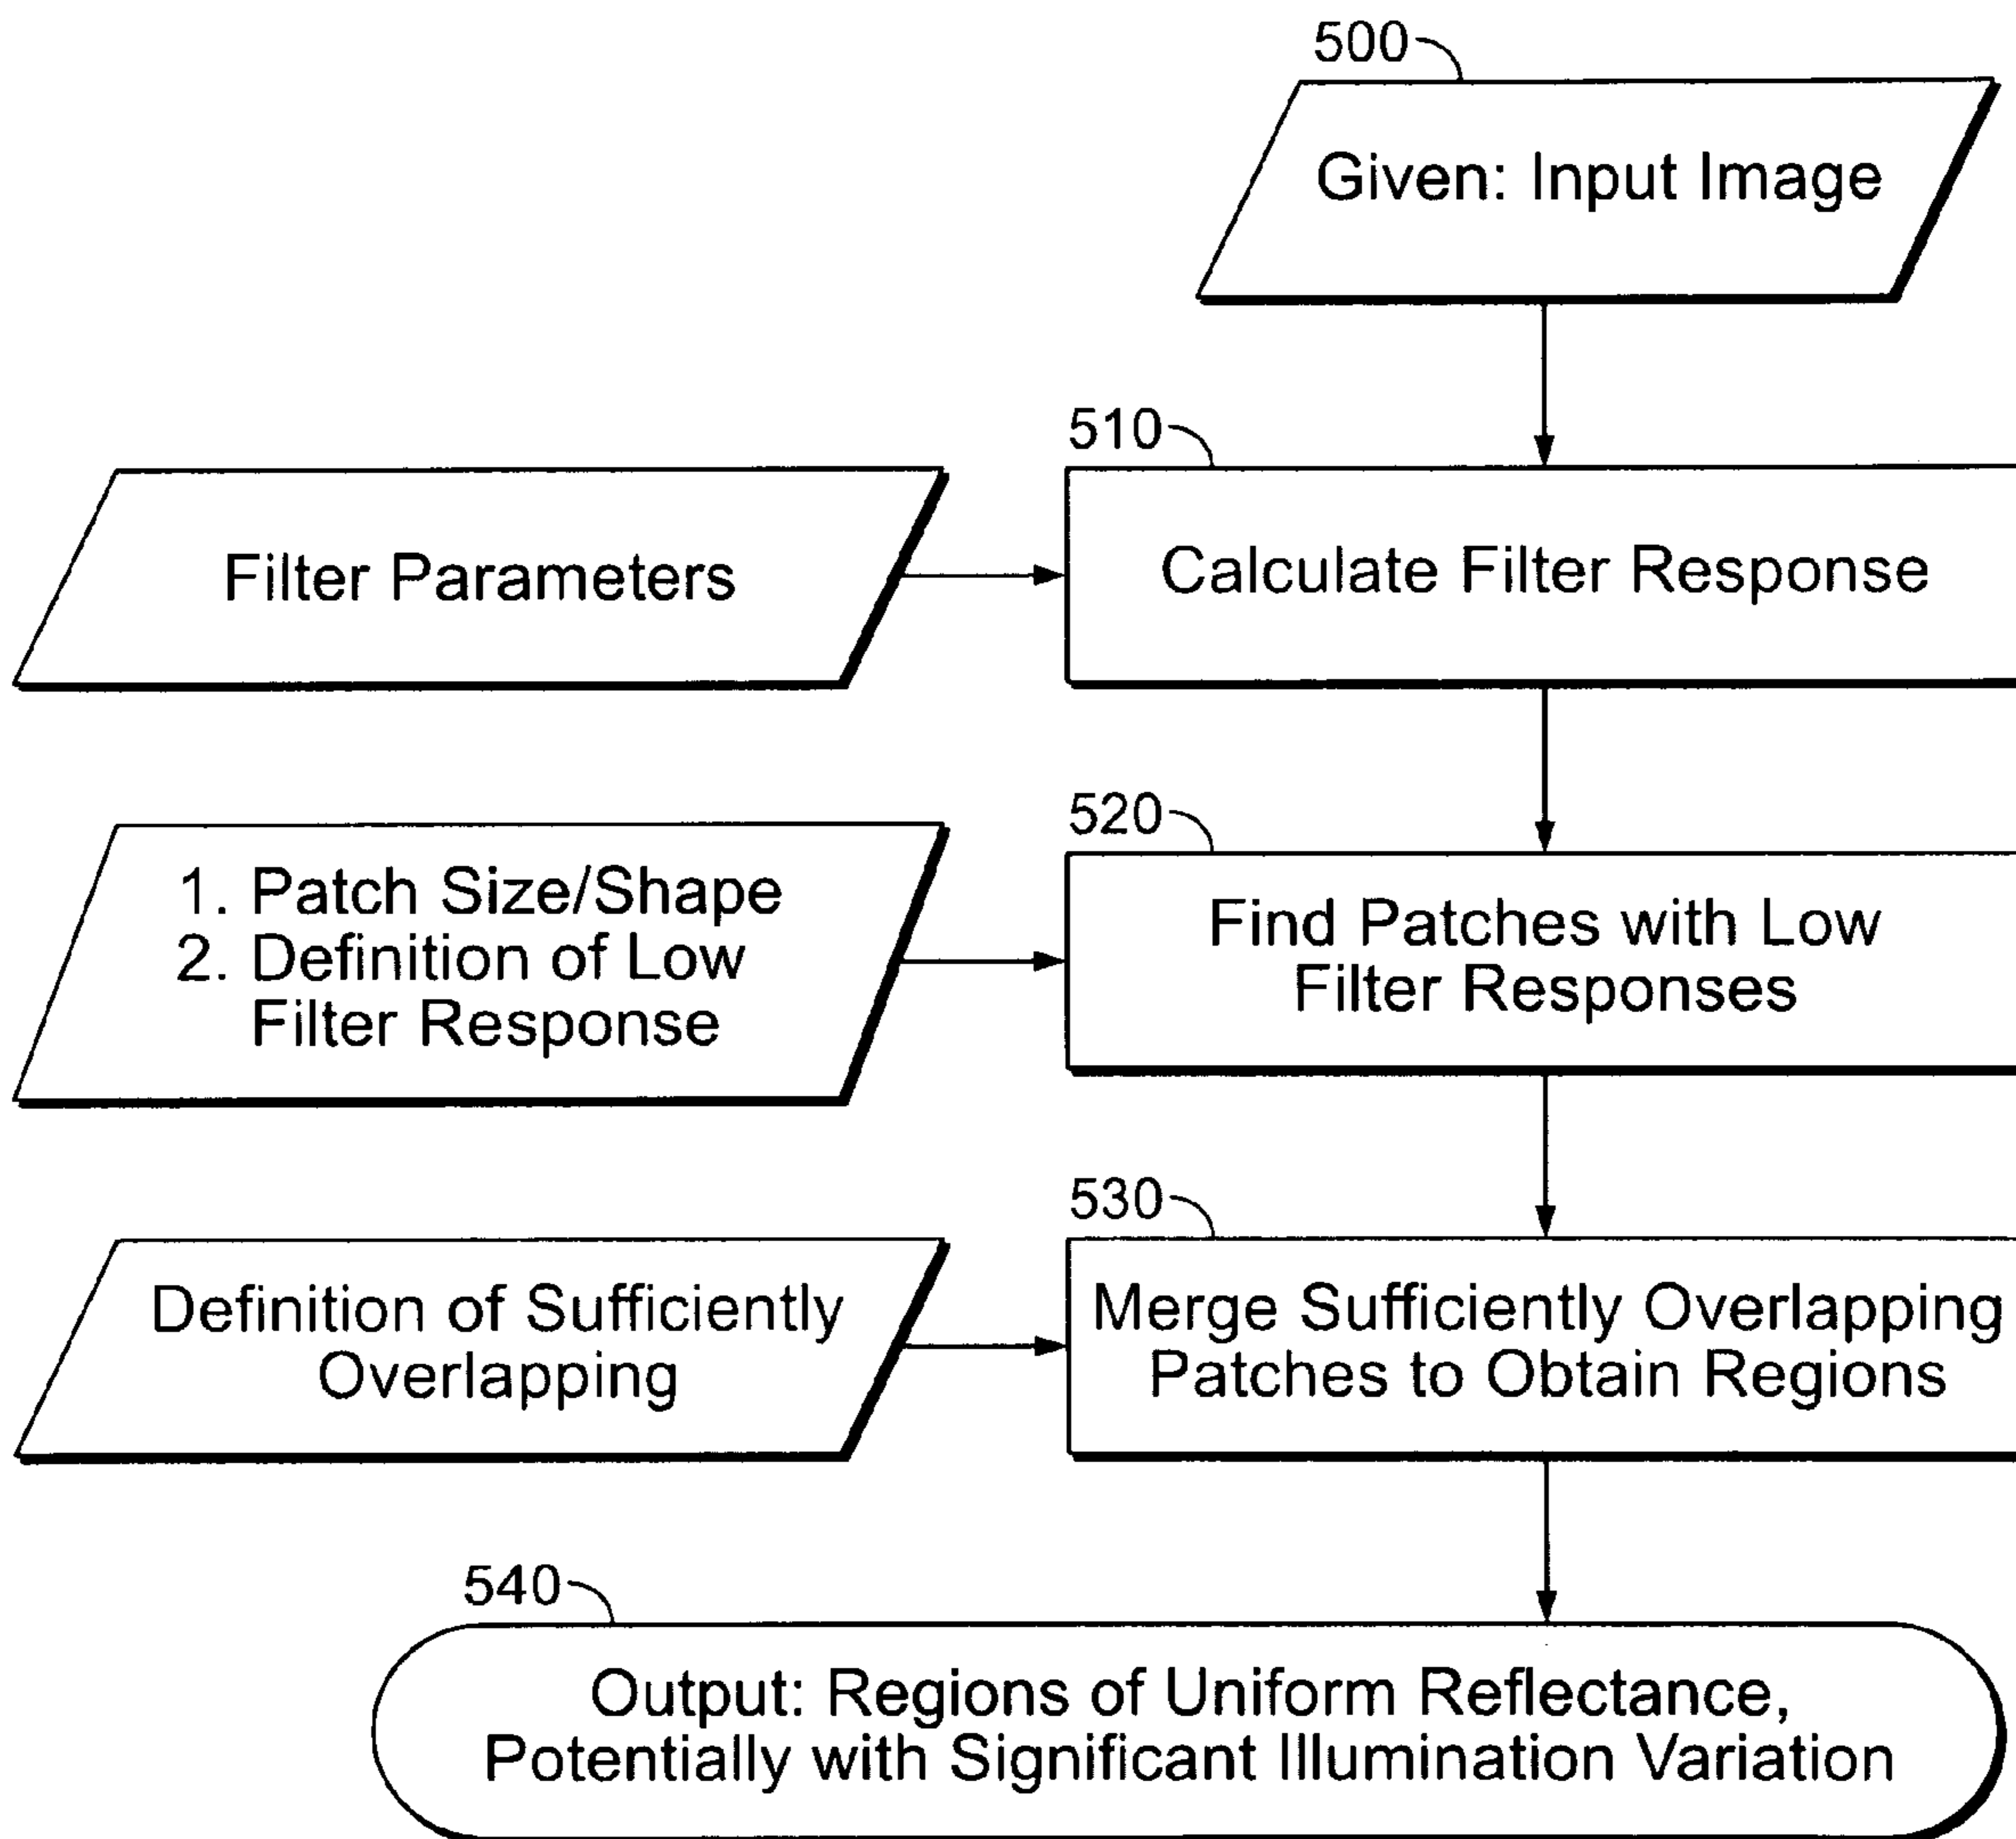 500
Given: Input Image
510
Filter Parameters
Calculate Filter Response
520
1. Patch Size/Shape
2. Definition of Low
Filter Response
Find Patches with Low
Filter Responses
530
Definition of Sufficiently
Overlapping
Merge Sufficiently Overlapping
Patches to Obtain Regions
540
Output: Regions of Uniform Reflectance,
Potentially with Significant Illumination Variation